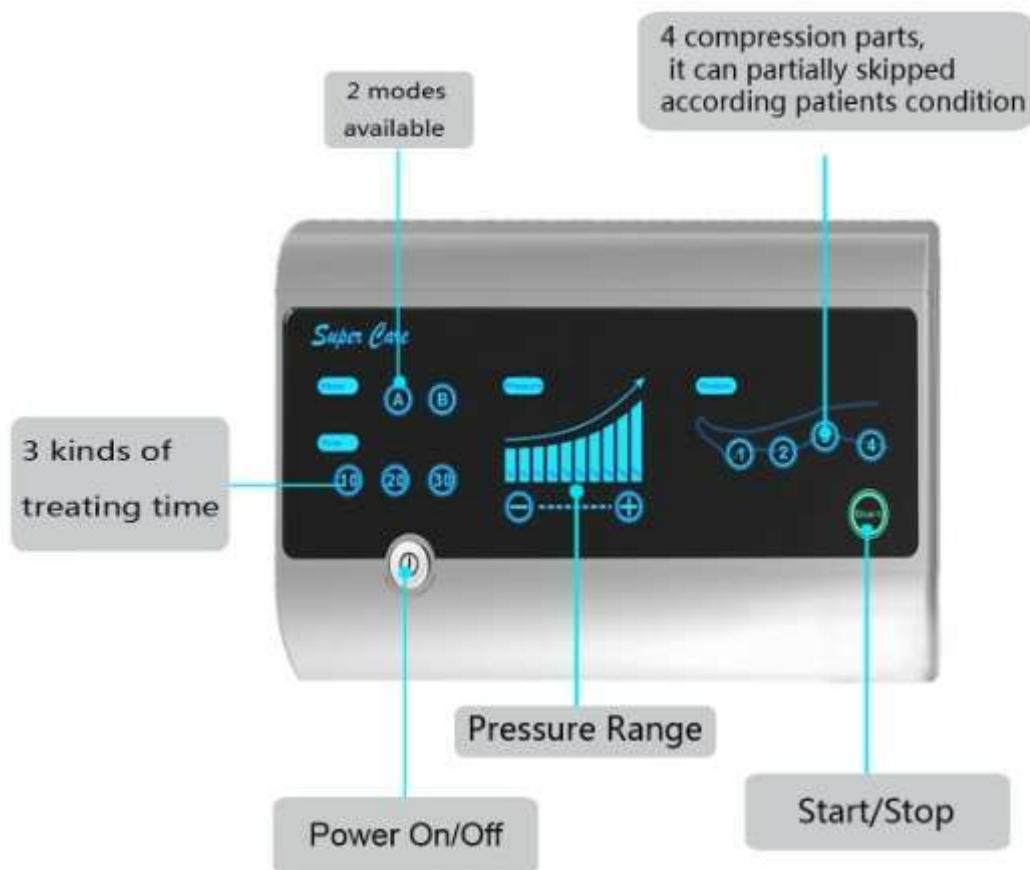 4 compression parts,
it can partially skipped
according patients condition
2 modes
available
Super Care
A B
3 kinds of
treating time
10 20 30
1 2 4
Start
Pressure Range
Power On/Off
Start/Stop